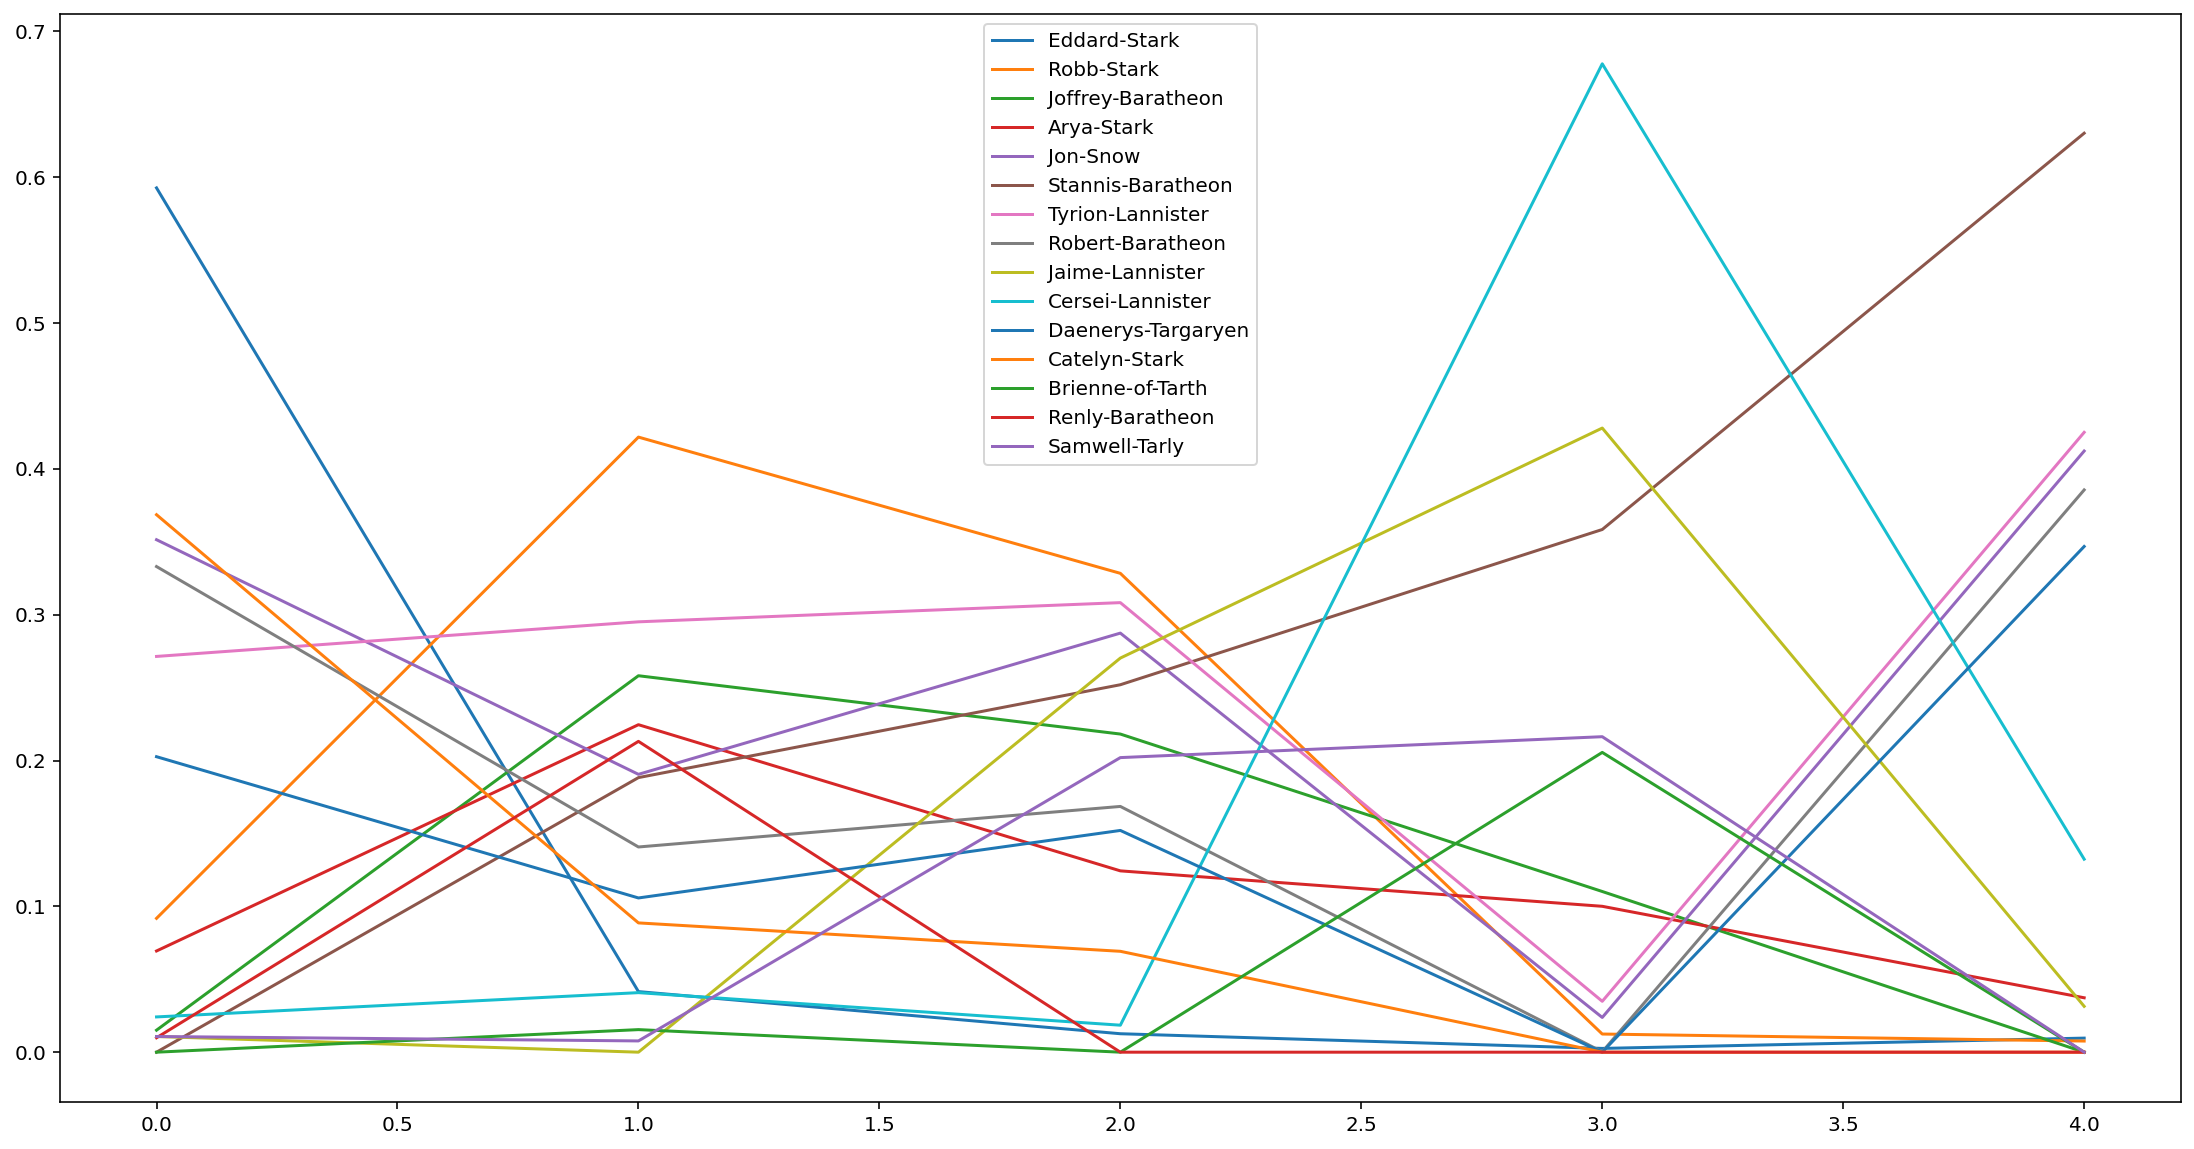 0.7
0.6
0.5
0.4
0.3
0.2
0.1
0.0
Eddard-Stark
Robb-Stark
Joffrey-Baratheon
Arya-Stark
Jon-Snow
Stannis-Baratheon
Tyrion-Lannister
Robert-Baratheon
Jaime-Lannister
Cersei-Lannister
Daenerys-Targaryen
Catelyn-Stark
Brienne-of-Tarth
Renly-Baratheon
Samwell-Tarly
0.0 0.5 1.0 1.5 2.0 2.5 3.0 3.5 4.0